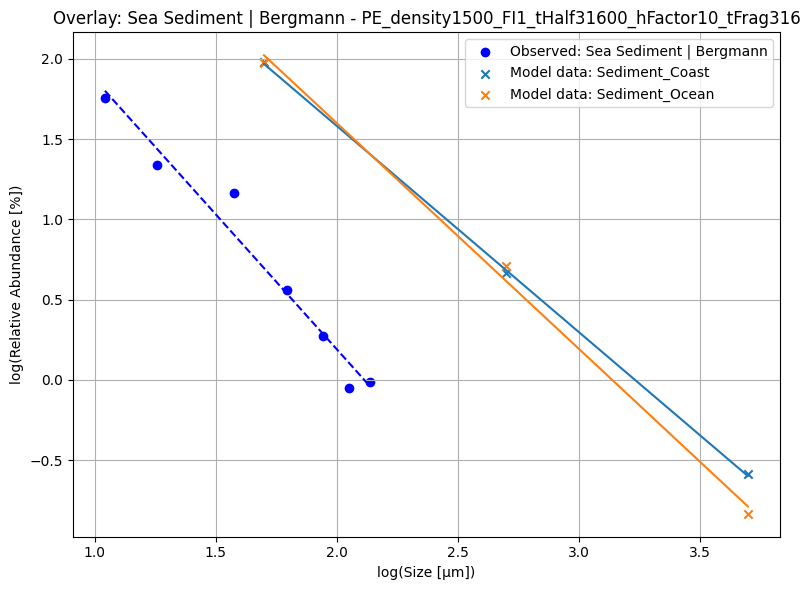 Overlay: Sea Sediment | Bergmann - PE_density1500_FI1_tHalf31600_hFactor10_tFrag316
Observed: Sea Sediment | Bergmann
Model data: Sediment_Coast
Model data: Sediment_Ocean
log(Relative Abundance [%])
2.0
1.5
1.0
0.5
0.0
−0.5
1.0 1.5 2.0 2.5 3.0 3.5
log(Size [μm])